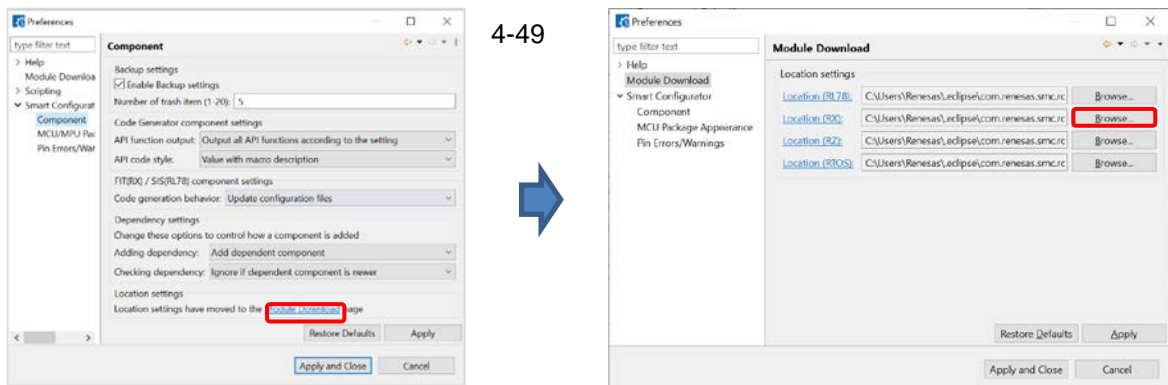 Preferences
type filter text
Help
Module Downloa
Scripting
Smart Configurat
Component
MCU/MPU Pac
Pin Errors/War
Component
Backup settings
Enable Backup settings
Number of trash item (1-20): 5
Code Generator component settings
API function output: Output all API functions according to the setting
API code style: Value with macro description
FIT(RX) / SIS(RL78) component settings
Code generation behavior: Update configuration files
Dependency settings
Change these options to control how a component is added
Adding dependency: Add dependent component
Checking dependency: Ignore if dependent component is newer
Location settings
Location settings have moved to the Module Download page
Restore Defaults Apply
Apply and Close Cancel
4-49
Preferences
type filter text
Help
Module Download
Smart Configurator
Component
MCU Package Appearance
Pin Errors/Warnings
Module Download
Location settings
Location (RL78): C:\Users\Renesas\.eclipse\com.renesas.smc.rc Browse...
Location (RX): C:\Users\Renesas\.eclipse\com.renesas.smc.rc Browse...
Location (RZ): C:\Users\Renesas\.eclipse\com.renesas.smc.rc Browse...
Location (RTOS): C:\Users\Renesas\.eclipse\com.renesas.smc.rc Browse...
Restore Defaults Apply
Apply and Close Cancel